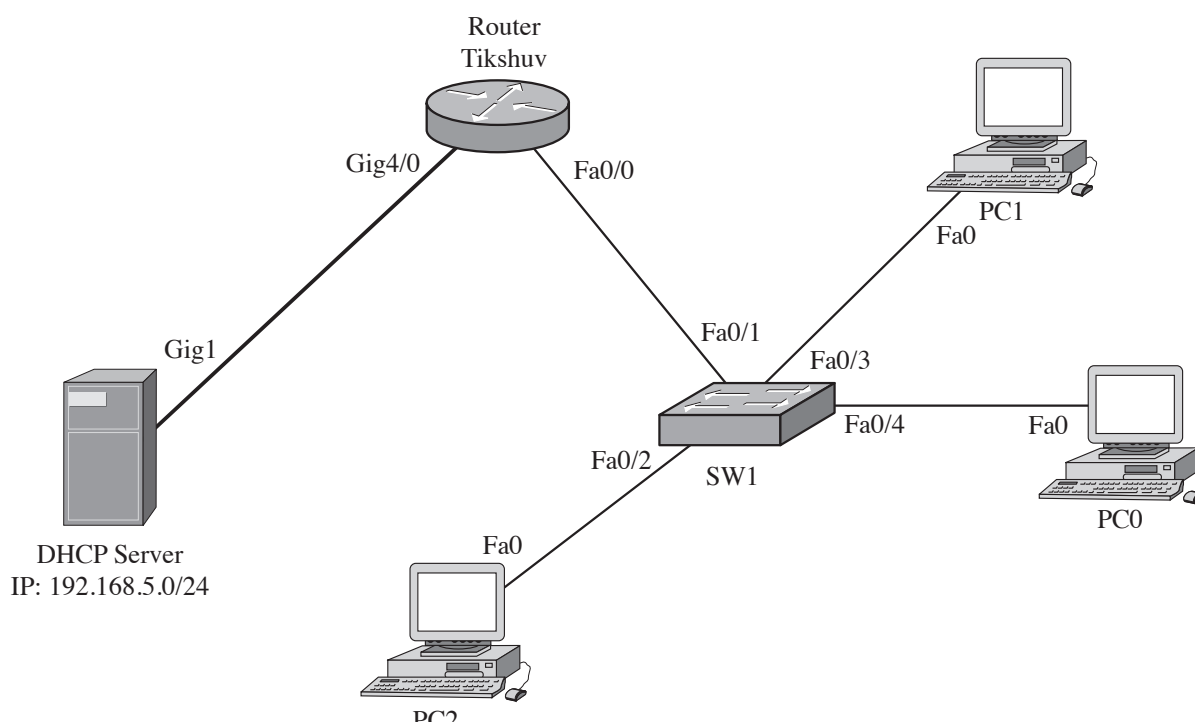 Router
Tikshuv
Gig4/0
Fa0/0
PC1
Fa0
Gig1
Fa0/1
Fa0/3
Fa0/4
Fa0
Fa0/2
SW1
PC0
DHCP Server
IP: 192.168.5.0/24
Fa0
PC2